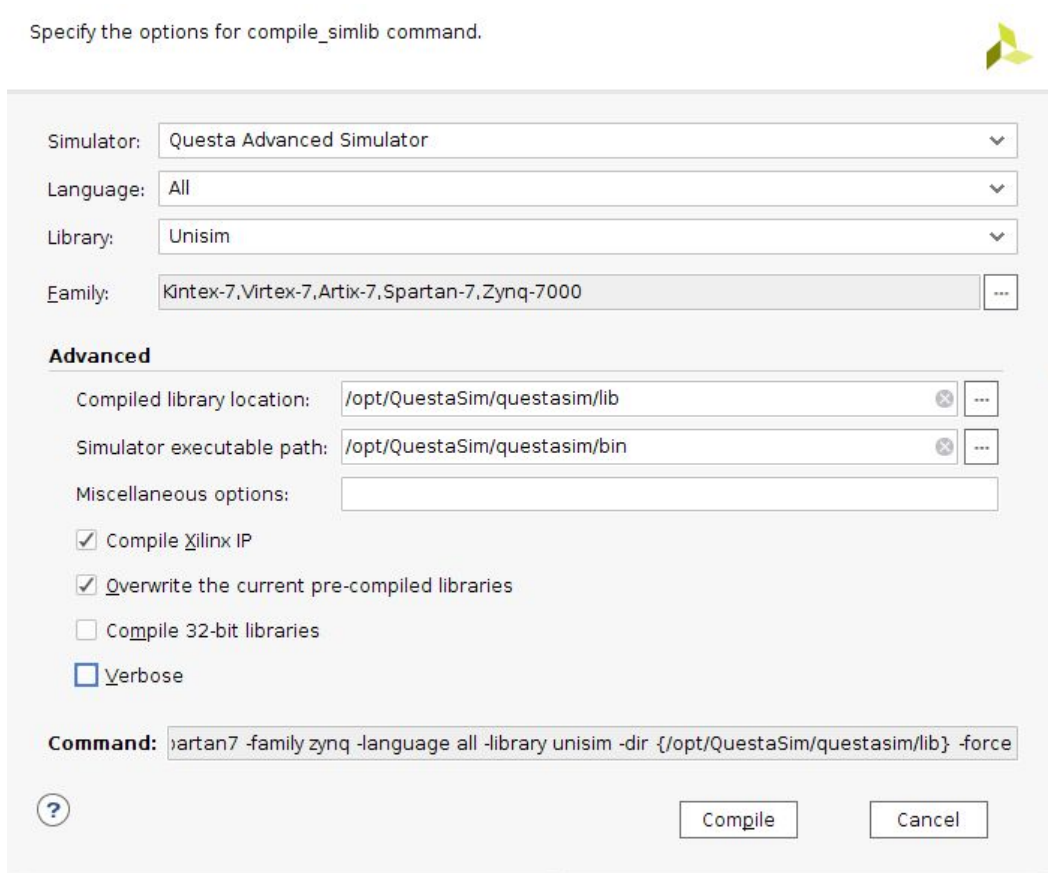 Specify the options for compile_simlib command.
Simulator: Questa Advanced Simulator
Language: All
Library: Unisim
Family: Kintex-7,Virtex-7,Artix-7,Spartan-7,Zynq-7000 ...
Advanced
Compiled library location: /opt/QuestaSim/questasim/lib ...
Simulator executable path: /opt/QuestaSim/questasim/bin ...
Miscellaneous options:
Compile Xilinx IP
Overwrite the current pre-compiled libraries
Compile 32-bit libraries
Verbose
Command: partan7 -family zynq -language all -library unisim -dir {/opt/QuestaSim/questasim/lib} -force
? Compile Cancel